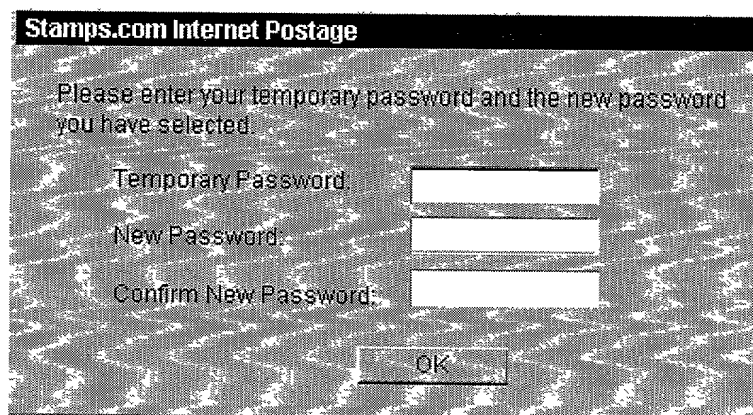 Stamps.com Internet Postage
Please enter your temporary password and the new password
you have selected.
Temporary Password:
New Password:
Confirm New Password:
OK